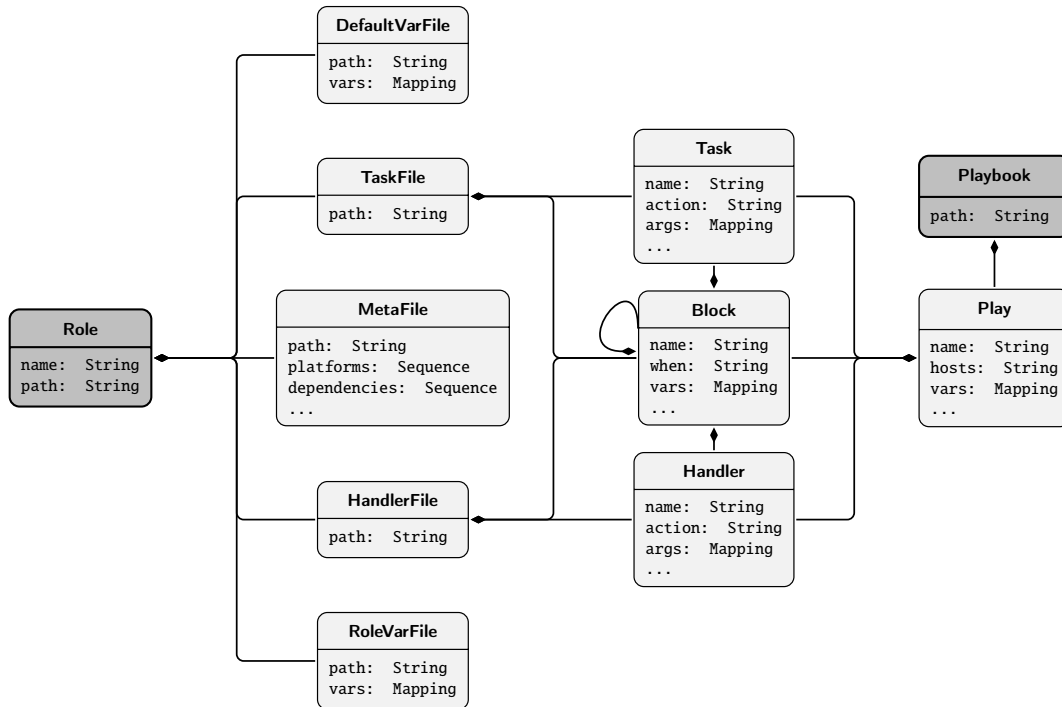 DefaultVarFile
path: String
vars: Mapping
TaskFile
path: String
Task
name: String
action: String
args: Mapping
...
Playbook
path: String
Role
name: String
path: String
MetaFile
path: String
platforms: Sequence
dependencies: Sequence
...
Block
name: String
when: String
vars: Mapping
...
Play
name: String
hosts: String
vars: Mapping
...
HandlerFile
path: String
Handler
name: String
action: String
args: Mapping
...
RoleVarFile
path: String
vars: Mapping